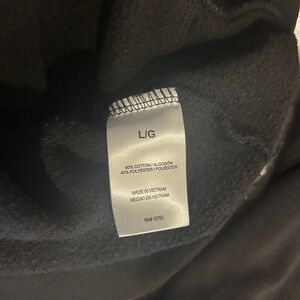 L/G
60% COTTON / ALGODÓN
40% POLYESTER / POLIÉSTER
MADE IN VIETNAM
HECHO EN VIETNAM